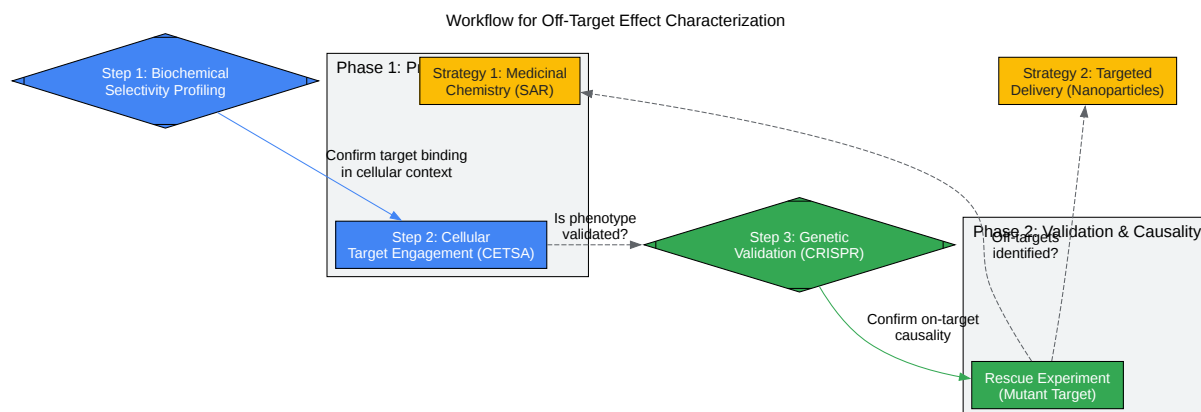 Workflow for Off-Target Effect Characterization
Step 1: Biochemical
Selectivity Profiling
Phase 1: P
Strategy 1: Medicinal
Chemistry (SAR)
Strategy 2: Targeted
Delivery (Nanoparticles)
Confirm target binding
in cellular context
Step 2: Cellular
Target Engagement (CETSA)
Is phenotype
validated?
Step 3: Genetic
Validation (CRISPR)
Phase 2: Validation & Causality
Off-targets
identified?
Confirm on-target
causality
Rescue Experiment
(Mutant Target)